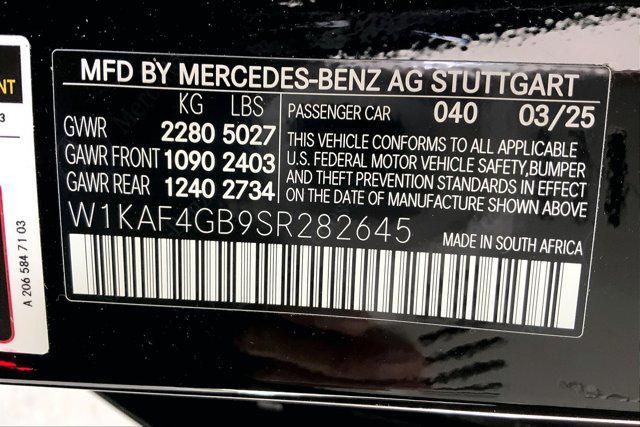 MFD BY MERCEDES-BENZ AG STUTTGART
KG LBS
GVWR 2280 5027
GAWR FRONT 1090 2403
GAWR REAR 1240 2734
PASSENGER CAR 040 03/25
THIS VEHICLE CONFORMS TO ALL APPLICABLE
U.S. FEDERAL MOTOR VEHICLE SAFETY,BUMPER
AND THEFT PREVENTION STANDARDS IN EFFECT
ON THE DATE OF MANUFACTURE SHOWN ABOVE
W1KAF4GB9SR282645
MADE IN SOUTH AFRICA
A 206 584 71 03